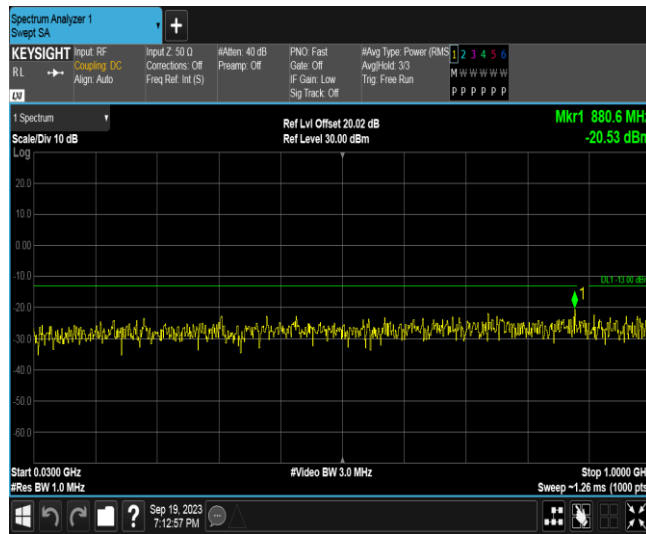 Spectrum Analyzer 1
Swept SA
+
KEYSIGHT Input: RF Input Z: 50 Ω #Atten: 40 dB PNO: Fast #Avg Type: Power (RMS 1 2 3 4 5 6
RL Coupling: DC Corrections: Off Preamp: Off Gate: Off Avg|Hold: 3/3 M W W W W W
Align: Auto Freq Ref: Int (S) IF Gain: Low Trig: Free Run
LXI Sig Track: Off P P P P P P
1 Spectrum Ref Lvl Offset 20.02 dB Mkr1 880.6 MHz
Scale/Div 10 dB Ref Level 30.00 dBm -20.53 dBm
Log
20.0
10.0
0.00
-10.0 DL1 -13.00 dBm
1
-20.0
-30.0
-40.0
-50.0
-60.0
Start 0.0300 GHz #Video BW 3.0 MHz Stop 1.0000 GH
#Res BW 1.0 MHz Sweep ~1.26 ms (1000 pts
? Sep 19, 2023
7:12:57 PM